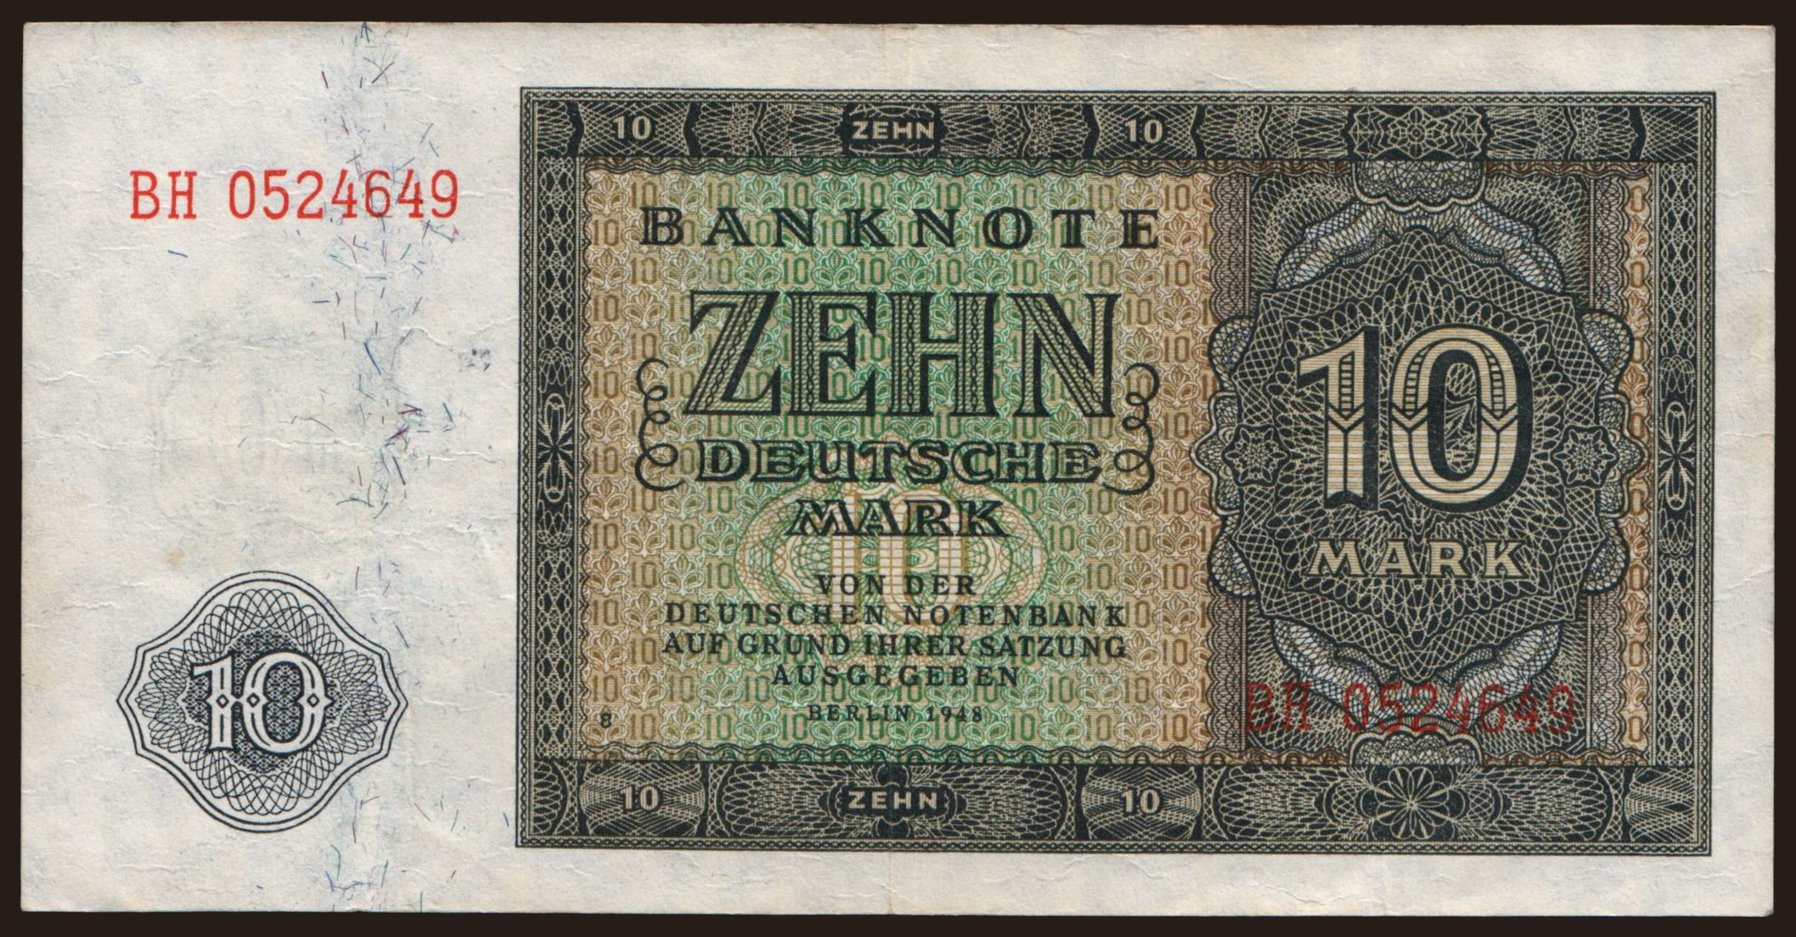 10 ZEHN 10
BH 0524649
BANKNOTE
ZEHN
DEUTSCHE
MARK
10
MARK
VON DER
DEUTSCHEN NOTENBANK
AUF GRUND IHRER SATZUNG
AUSGEGEBEN
BERLIN 1948
8
10
BH 0524649
10 ZEHN 10